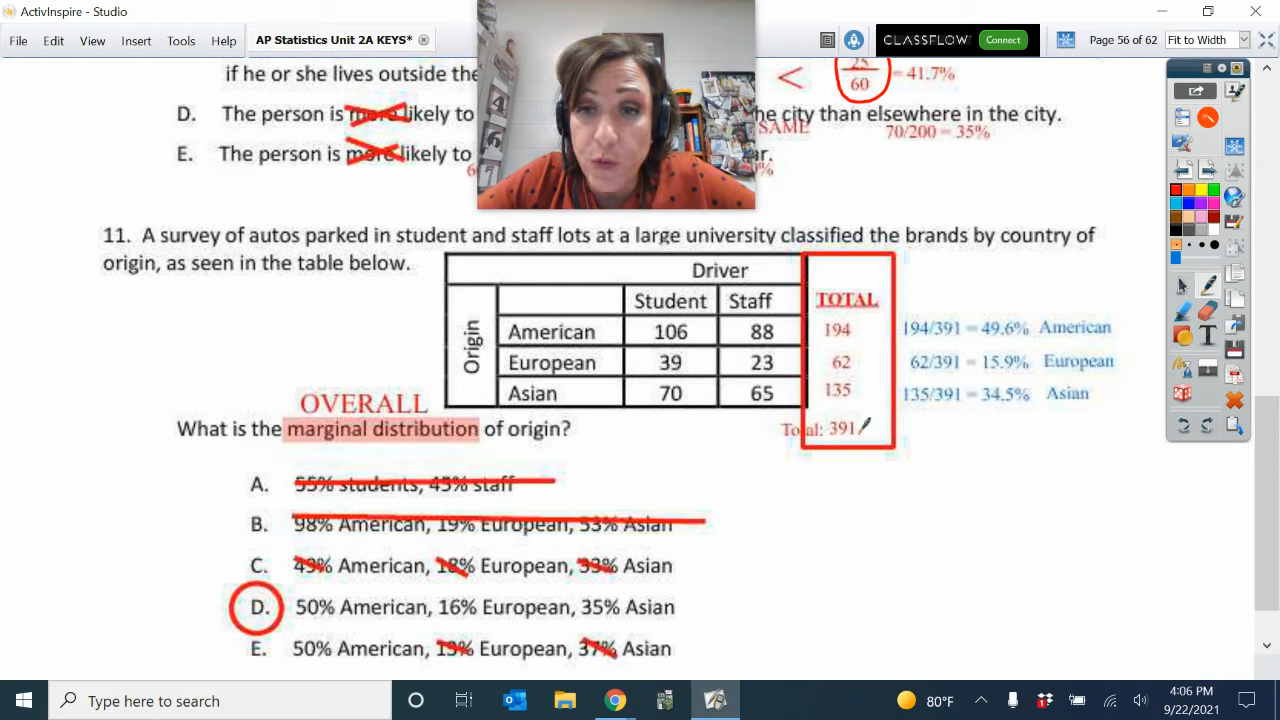 ActivInspire - Studio
File Edit View Insert Tools Help AP Statistics Unit 2A KEYS* CLASSFLOW Connect Page 56 of 62 Fit to Width
if he or she lives outside the < 25/60 = 41.7%
D. The person is more likely to he city than elsewhere in the city.
SAME 70/200 = 35%
E. The person is more likely to
11. A survey of autos parked in student and staff lots at a large university classified the brands by country of
origin, as seen in the table below.
Driver
Student Staff TOTAL
Origin
American 106 88 194 194/391 = 49.6% American
European 39 23 62 62/391 = 15.9% European
Asian 70 65 135 135/391 = 34.5% Asian
OVERALL
What is the marginal distribution of origin? Total: 391
A. 55% students, 45% staff
B. 98% American, 19% European, 53% Asian
C. 49% American, 18% European, 33% Asian
D. 50% American, 16% European, 35% Asian
E. 50% American, 13% European, 37% Asian
Type here to search 80°F 4:06 PM
9/22/2021